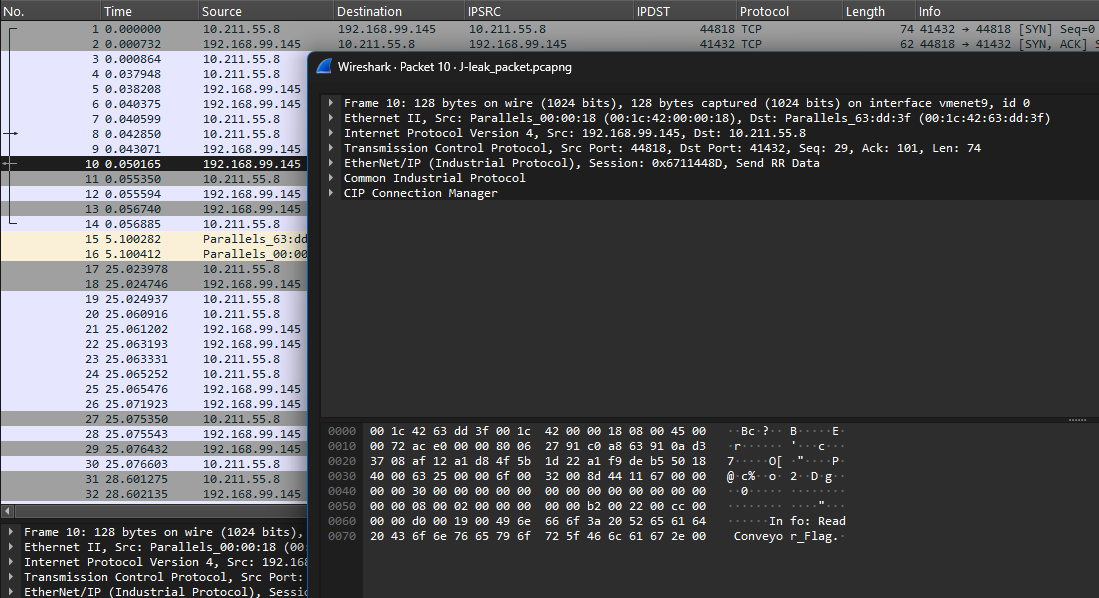 No. Time Source Destination IPSRC IPDST Protocol Length Info
1 0.000000 10.211.55.8 192.168.99.145 10.211.55.8 44818 TCP 74 41432 → 44818 [SYN] Seq=0
2 0.000732 192.168.99.145 10.211.55.8 192.168.99.145 41432 TCP 62 44818 → 41432 [SYN, ACK] S
3 0.000864 10.211.55.8
4 0.037948 10.211.55.8
5 0.038208 192.168.99.145
6 0.040375 192.168.99.145
7 0.040599 10.211.55.8
8 0.042850 10.211.55.8
9 0.043071 192.168.99.145
10 0.050165 192.168.99.145
11 0.055350 10.211.55.8
12 0.055594 192.168.99.145
13 0.056740 192.168.99.145
14 0.056885 10.211.55.8
15 5.100282 Parallels_63:dd
16 5.100412 Parallels_00:00
17 25.023978 10.211.55.8
18 25.024746 192.168.99.145
19 25.024937 10.211.55.8
20 25.060916 10.211.55.8
21 25.061202 192.168.99.145
22 25.063193 192.168.99.145
23 25.063331 10.211.55.8
24 25.065252 10.211.55.8
25 25.065476 192.168.99.145
26 25.071923 192.168.99.145
27 25.075350 10.211.55.8
28 25.075543 192.168.99.145
29 25.076432 192.168.99.145
30 25.076603 10.211.55.8
31 28.601275 10.211.55.8
32 28.602135 192.168.99.145
Frame 10: 128 bytes on wire (1024 bits),
Ethernet II, Src: Parallels_00:00:18 (00:
Internet Protocol Version 4, Src: 192.168
Transmission Control Protocol, Src Port:
EtherNet/IP (Industrial Protocol), Sessio
Wireshark · Packet 10 · J-leak_packet.pcapng
Frame 10: 128 bytes on wire (1024 bits), 128 bytes captured (1024 bits) on interface vmenet9, id 0
Ethernet II, Src: Parallels_00:00:18 (00:1c:42:00:00:18), Dst: Parallels_63:dd:3f (00:1c:42:63:dd:3f)
Internet Protocol Version 4, Src: 192.168.99.145, Dst: 10.211.55.8
Transmission Control Protocol, Src Port: 44818, Dst Port: 41432, Seq: 29, Ack: 101, Len: 74
EtherNet/IP (Industrial Protocol), Session: 0x6711448D, Send RR Data
Common Industrial Protocol
CIP Connection Manager
0000 00 1c 42 63 dd 3f 00 1c 42 00 00 18 08 00 45 00 ··Bc·?·· B·····E·
0010 00 72 ac e0 00 00 80 06 27 91 c0 a8 63 91 0a d3 ·r······ '···c···
0020 37 08 af 12 a1 d8 4f 5b 1d 22 a1 f9 de b5 50 18 7·····O[ ·"····P·
0030 40 00 63 25 00 00 6f 00 32 00 8d 44 11 67 00 00 @·c%··o· 2··D·g··
0040 00 00 30 00 00 00 00 00 00 00 00 00 00 00 00 00 ··0····· ········
0050 00 00 08 00 02 00 00 00 00 00 b2 00 22 00 cc 00 ········ ····"···
0060 00 00 d0 00 19 00 49 6e 66 6f 3a 20 52 65 61 64 ······In fo: Read
0070 20 43 6f 6e 76 65 79 6f 72 5f 46 6c 61 67 2e 00 Conveyo r_Flag.·